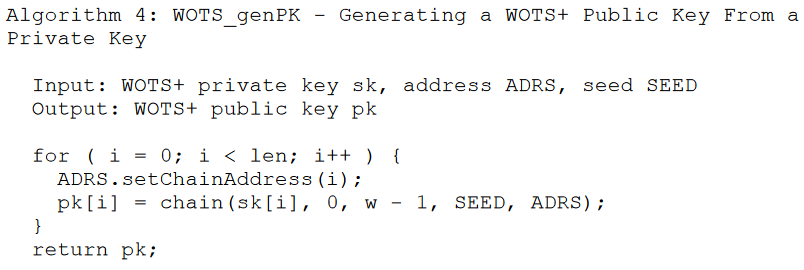 Algorithm 4: WOTS_genPK - Generating a WOTS+ Public Key From a
Private Key
Input: WOTS+ private key sk, address ADRS, seed SEED
Output: WOTS+ public key pk
for ( i = 0; i < len; i++ ) {
ADRS.setChainAddress(i);
pk[i] = chain(sk[i], 0, w - 1, SEED, ADRS);
}
return pk;